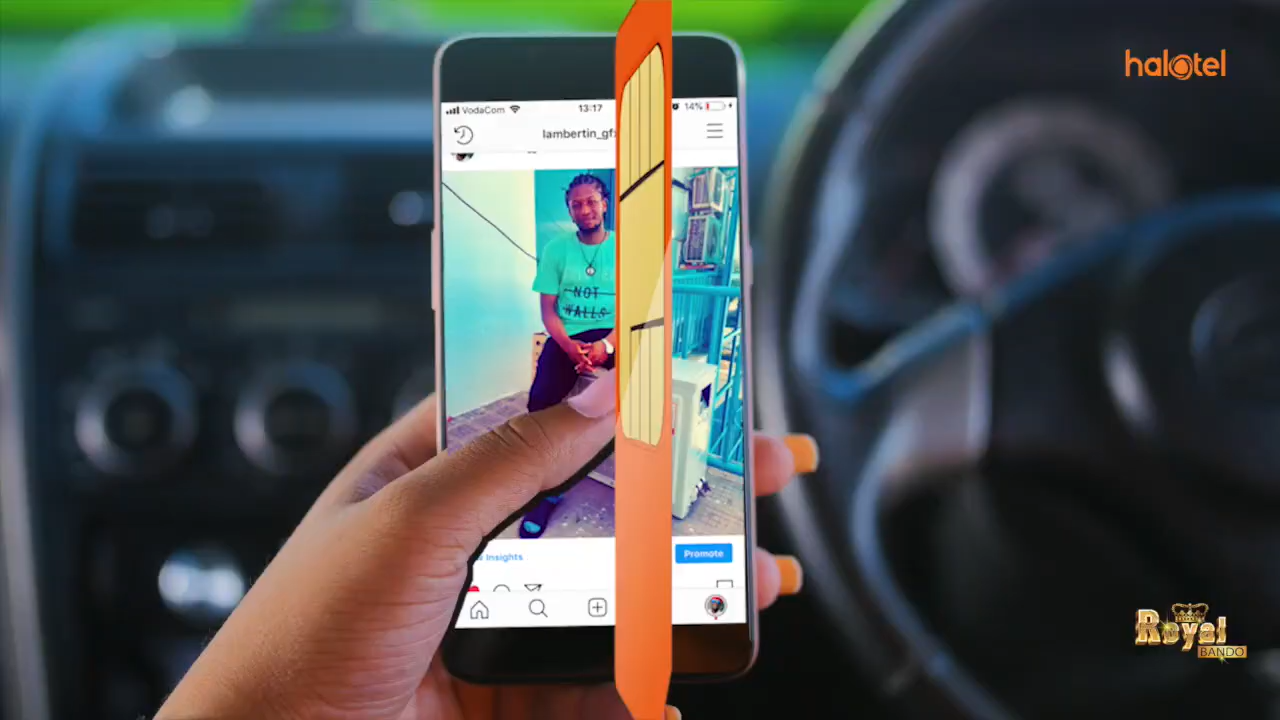 halotel
VodaCom
13:17
14%
lambertin_gf
NOT
WALLS
Insights
Promote
Royal
BANDO